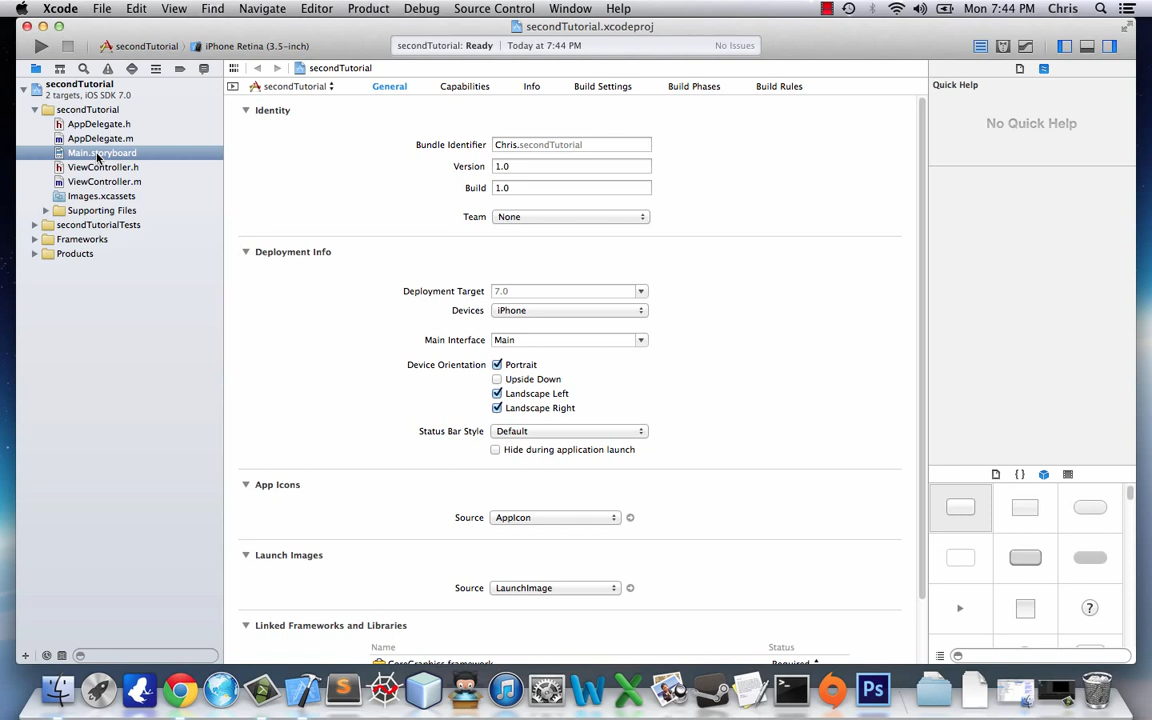 Xcode File Edit View Find Navigate Editor Product Debug Source Control Window Help Mon 7:44 PM Chris
secondTutorial.xcodeproj
secondTutorial iPhone Retina (3.5-inch) secondTutorial: Ready Today at 7:44 PM No Issues
secondTutorial
2 targets, iOS SDK 7.0
secondTutorial
AppDelegate.h
AppDelegate.m
Main.storyboard
ViewController.h
ViewController.m
Images.xcassets
Supporting Files
secondTutorialTests
Frameworks
Products
secondTutorial
secondTutorial General Capabilities Info Build Settings Build Phases Build Rules
Identity
Bundle Identifier Chris.secondTutorial
Version 1.0
Build 1.0
Team None
Deployment Info
Deployment Target 7.0
Devices iPhone
Main Interface Main
Device Orientation Portrait
Upside Down
Landscape Left
Landscape Right
Status Bar Style Default
Hide during application launch
App Icons
Source AppIcon
Launch Images
Source LaunchImage
Linked Frameworks and Libraries
Name Status
CoreGraphics.framework Required
Quick Help
No Quick Help
{}
?
Ps